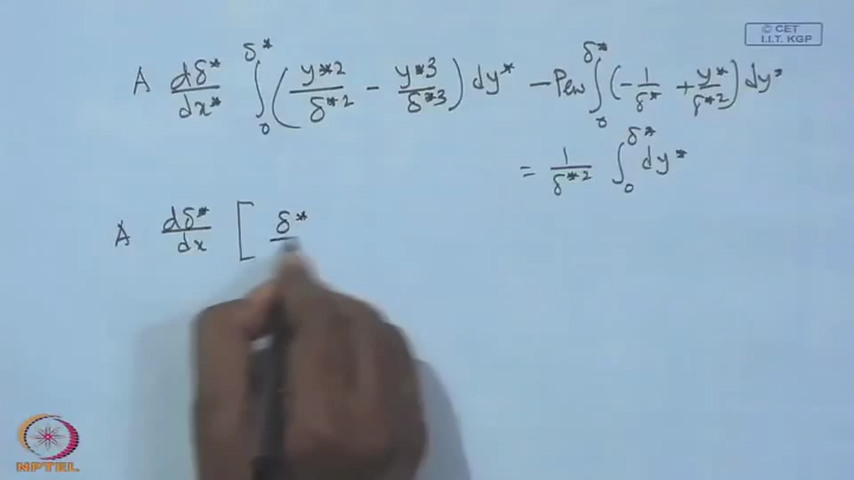 © CET
I.I.T. KGP
A dδ*/dx* ∫₀^δ* (y*2/δ*2 − y*3/δ*3) dy* − Pew ∫₀^δ* (−1/δ* + y*/δ*2) dy*
= 1/δ*2 ∫₀^δ* dy*
A dδ*/dx [ δ*
NPTEL